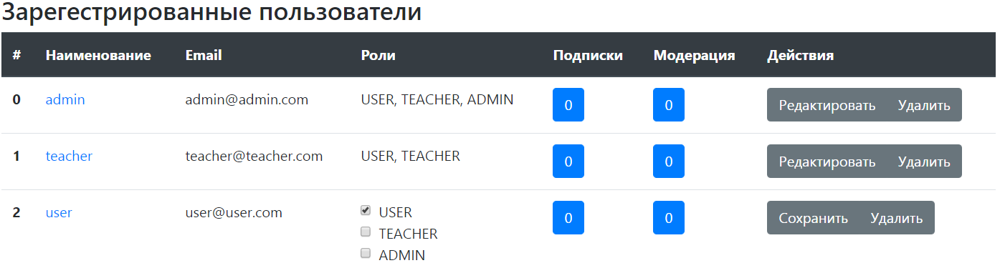 Зарегестрированные пользователи
# Наименование Email Роли Подписки Модерация Действия
0 admin admin@admin.com USER, TEACHER, ADMIN 0 0 Редактировать Удалить
1 teacher teacher@teacher.com USER, TEACHER 0 0 Редактировать Удалить
2 user user@user.com USER 0 0 Сохранить Удалить
TEACHER
ADMIN